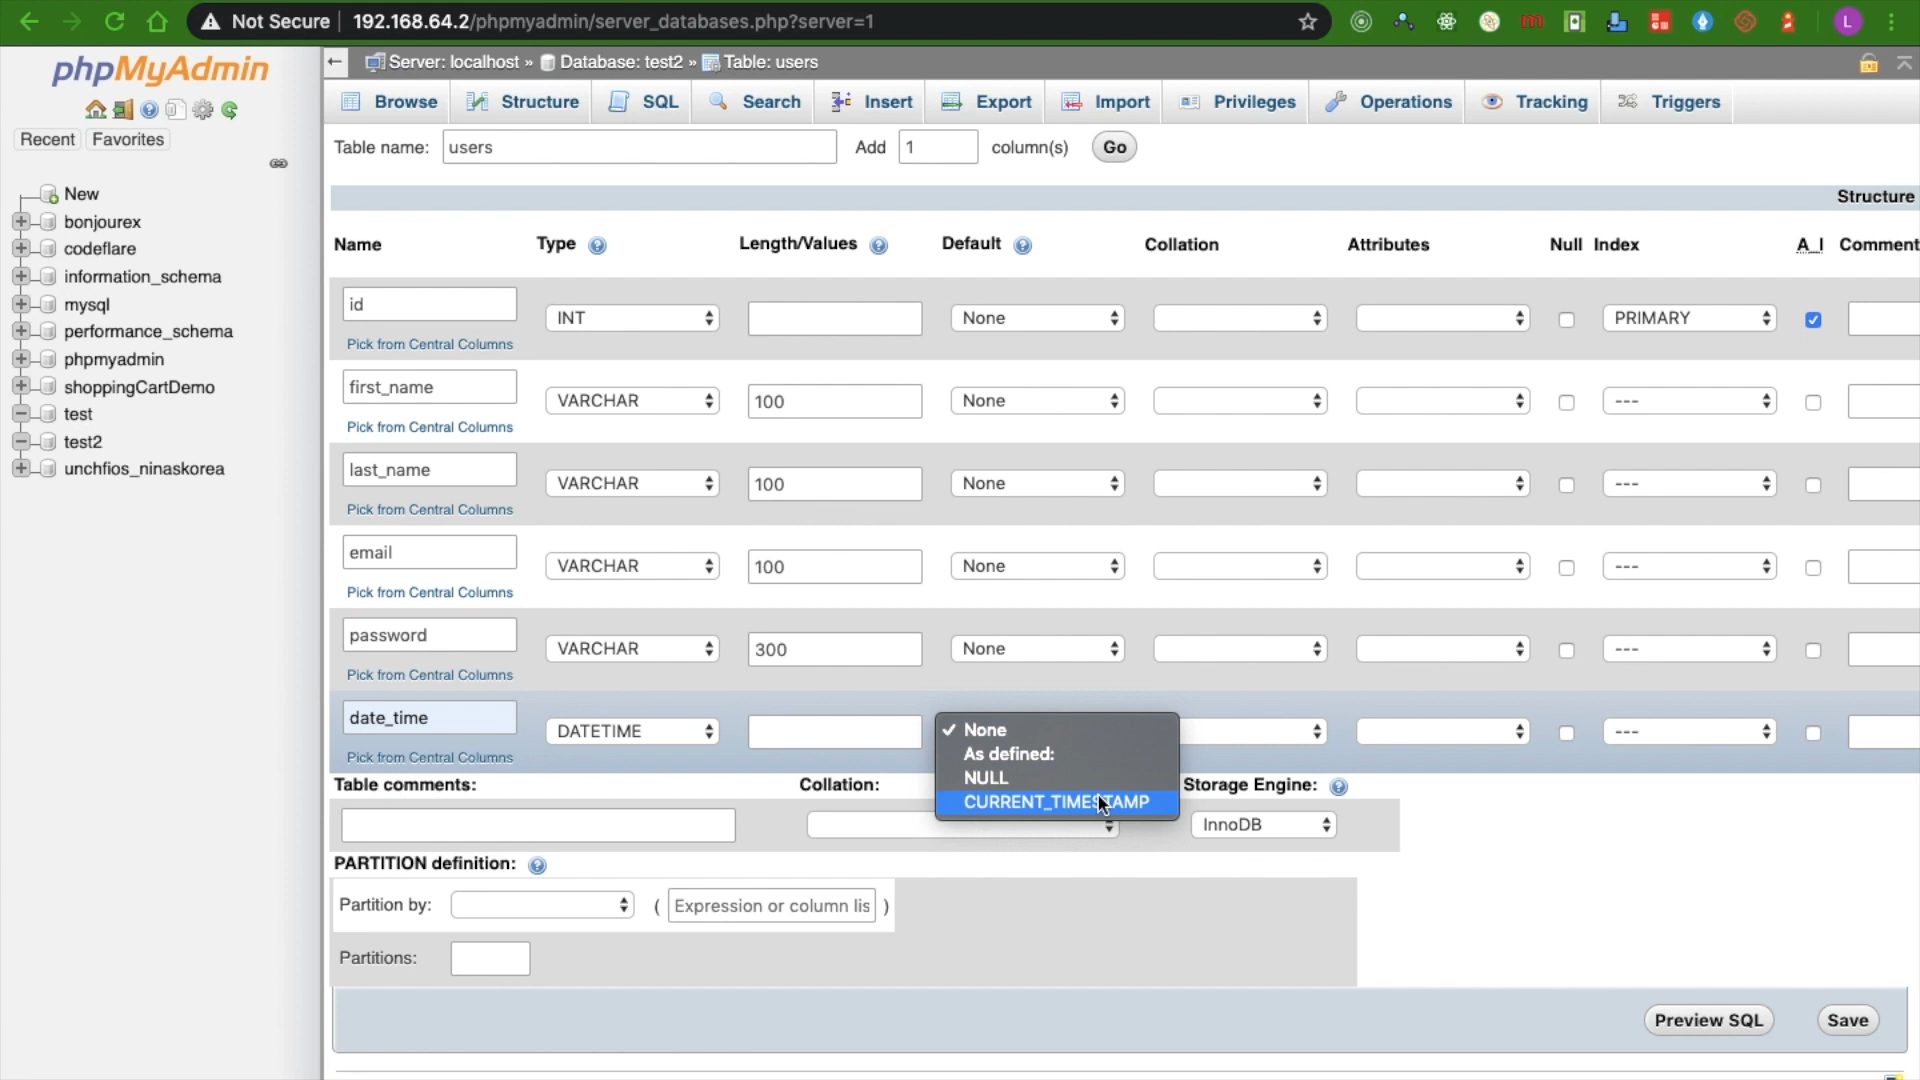 Not Secure | 192.168.64.2/phpmyadmin/server_databases.php?server=1
L
phpMyAdmin
Recent Favorites
New
bonjourex
codeflare
information_schema
mysql
performance_schema
phpmyadmin
shoppingCartDemo
test
test2
unchfios_ninaskorea
Server: localhost » Database: test2 » Table: users
Browse Structure SQL Search Insert Export Import Privileges Operations Tracking Triggers
Table name: users Add 1 column(s) Go
Structure
Name Type Length/Values Default Collation Attributes Null Index A_I Comment
id INT None PRIMARY
Pick from Central Columns
first_name VARCHAR 100 None ---
Pick from Central Columns
last_name VARCHAR 100 None ---
Pick from Central Columns
email VARCHAR 100 None ---
Pick from Central Columns
password VARCHAR 300 None ---
Pick from Central Columns
date_time DATETIME ---
Pick from Central Columns
None
As defined:
NULL
CURRENT_TIMESTAMP
Table comments: Collation: Storage Engine:
InnoDB
PARTITION definition:
Partition by: ( Expression or column lis )
Partitions:
Preview SQL Save